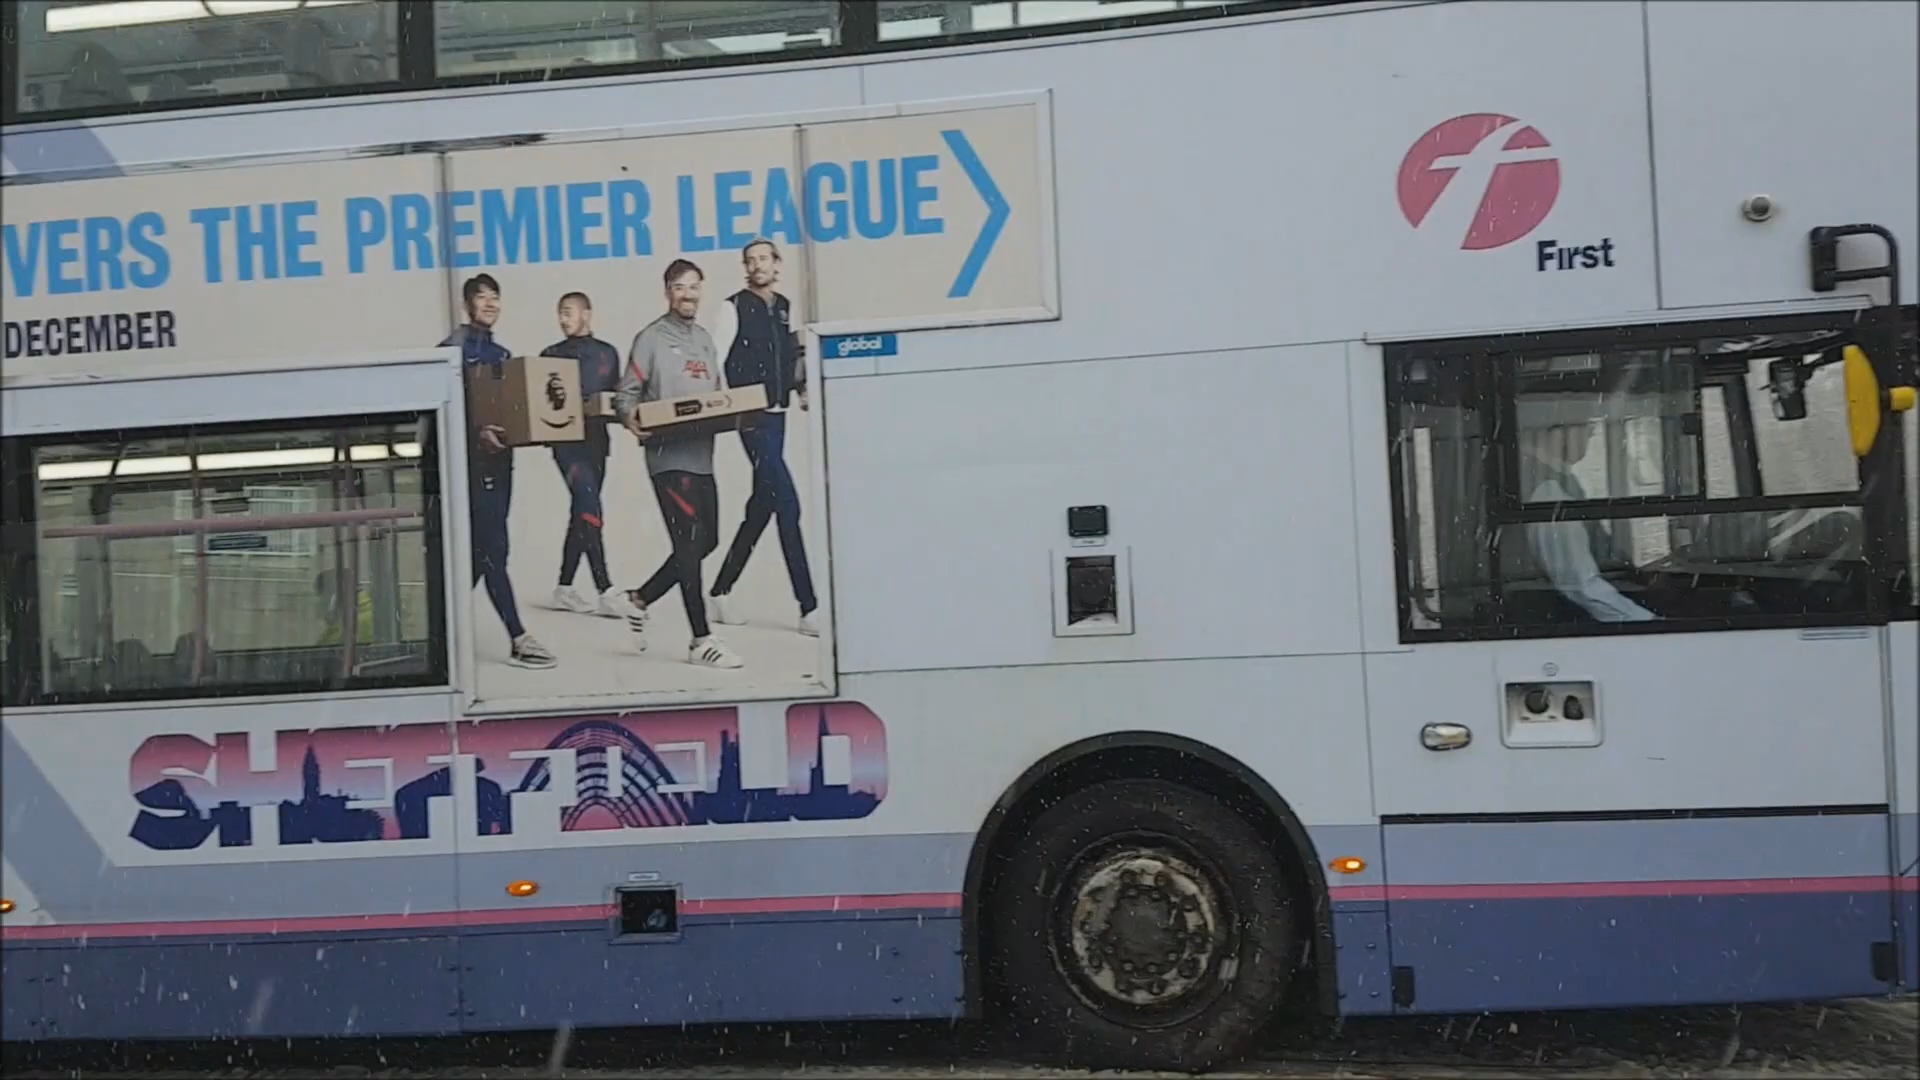 VERS THE PREMIER LEAGUE
DECEMBER
global
First
SHEFFIELD